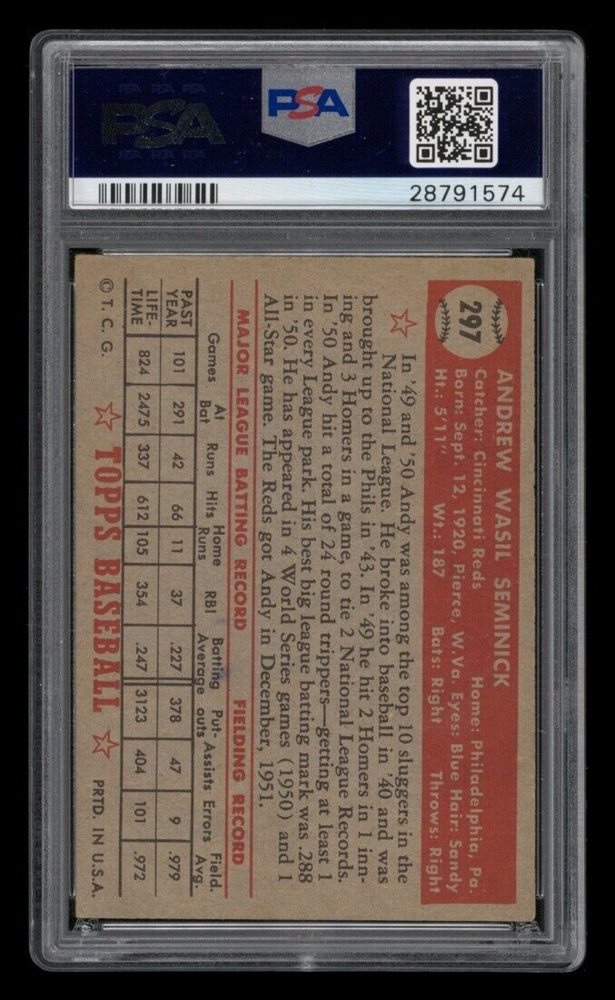 PSA PSA PSA
PSA
PSA PSA PSA
PSA
28791574
297
ANDREW WASIL SEMINICK
Catcher: Cincinnati Reds Home: Philadelphia, Pa.
Born: Sept. 12, 1920, Pierce, W.Va. Eyes: Blue Hair: Sandy
Ht.: 5'11" Wt.: 187 Bats: Right Throws: Right
In '49 and '50 Andy was among the top 10 sluggers in the
National League. He broke into baseball in '40 and was
brought up to the Phils in '43. In '49 he hit 2 Homers in 1 inn-
ing and 3 Homers in a game, to tie 2 National League Records.
In '50 Andy hit a total of 24 round trippers—getting at least 1
in every League park. His best big league batting mark was .288
in '50. He has appeared in 4 World Series games (1950) and 1
All-Star game. The Reds got Andy in December, 1951.
MAJOR LEAGUE BATTING RECORD FIELDING RECORD
Games At Bat Runs Hits Home Runs RBI Batting Average Put-outs Assists Errors Field. Avg.
PAST YEAR 101 291 42 66 11 37 .227 378 47 9 .979
LIFE-TIME 824 2475 337 612 105 354 .247 3123 404 101 .972
© T. C. G. TOPPS BASEBALL PRTD. IN U.S.A.